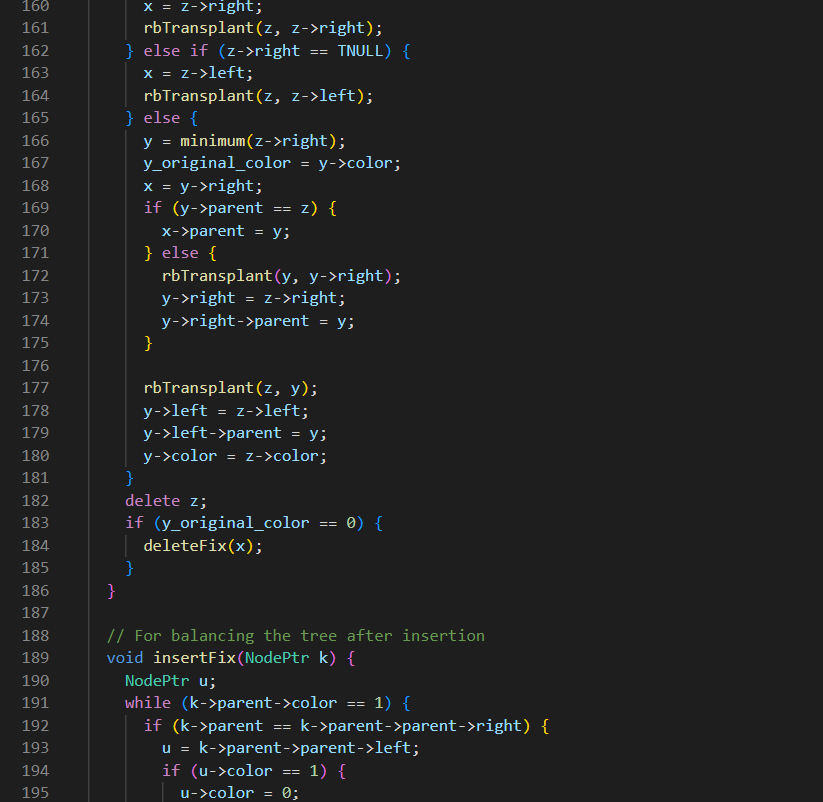 160 x = z->right;
161 rbTransplant(z, z->right);
162 } else if (z->right == TNULL) {
163 x = z->left;
164 rbTransplant(z, z->left);
165 } else {
166 y = minimum(z->right);
167 y_original_color = y->color;
168 x = y->right;
169 if (y->parent == z) {
170 x->parent = y;
171 } else {
172 rbTransplant(y, y->right);
173 y->right = z->right;
174 y->right->parent = y;
175 }
176
177 rbTransplant(z, y);
178 y->left = z->left;
179 y->left->parent = y;
180 y->color = z->color;
181 }
182 delete z;
183 if (y_original_color == 0) {
184 deleteFix(x);
185 }
186 }
187
188 // For balancing the tree after insertion
189 void insertFix(NodePtr k) {
190 NodePtr u;
191 while (k->parent->color == 1) {
192 if (k->parent == k->parent->parent->right) {
193 u = k->parent->parent->left;
194 if (u->color == 1) {
195 u->color = 0;